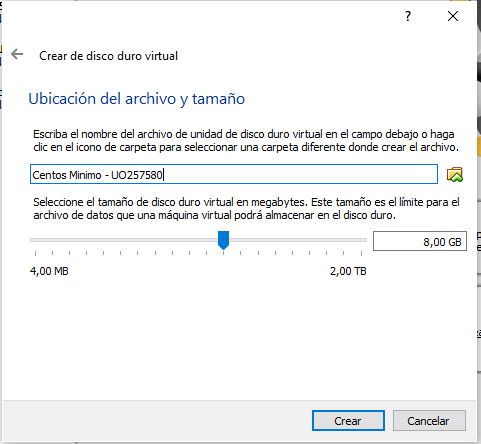 ?
Crear de disco duro virtual
Ubicación del archivo y tamaño
Escriba el nombre del archivo de unidad de disco duro virtual en el campo debajo o haga
clic en el icono de carpeta para seleccionar una carpeta diferente donde crear el archivo.
Centos Minimo - UO257580
Seleccione el tamaño de disco duro virtual en megabytes. Este tamaño es el límite para el
archivo de datos que una máquina virtual podrá almacenar en el disco duro.
8,00 GB
4,00 MB 2,00 TB
Crear Cancelar